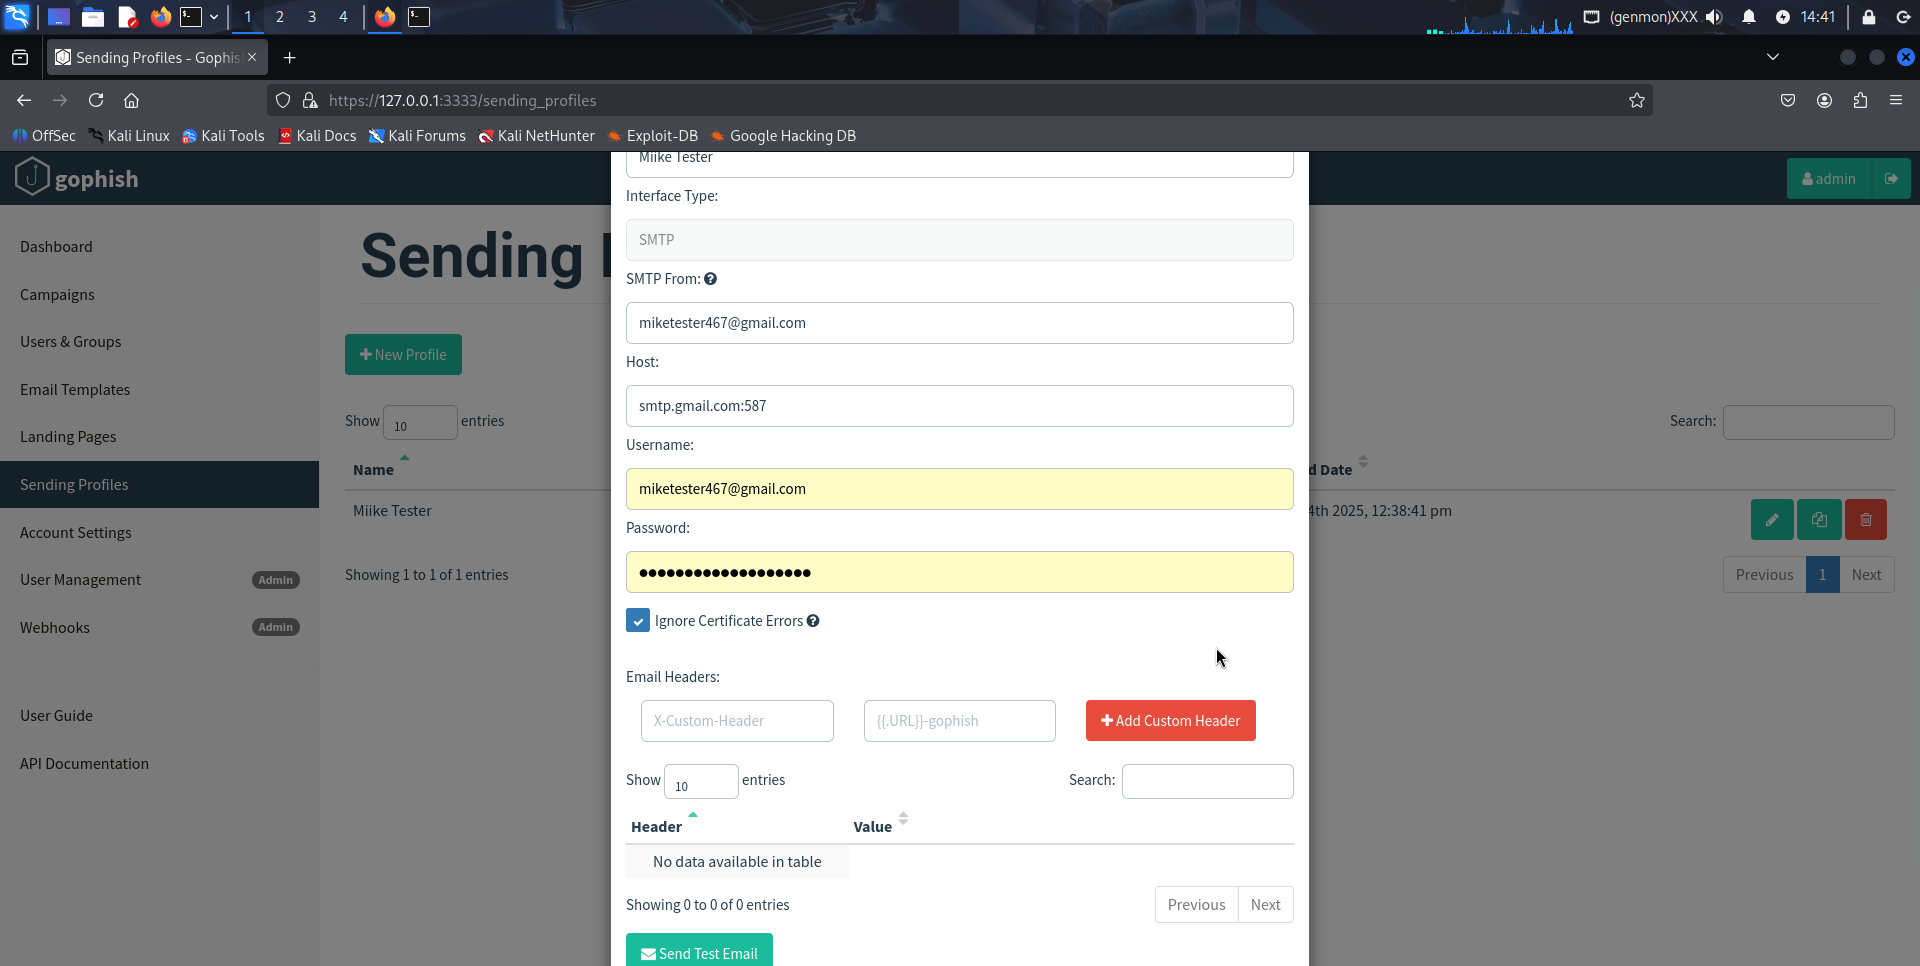 1 2 3 4
(genmon)XXX 14:41
Sending Profiles - Gophis
https://127.0.0.1:3333/sending_profiles
OffSec Kali Linux Kali Tools Kali Docs Kali Forums Kali NetHunter Exploit-DB Google Hacking DB
gophish
admin
Dashboard
Campaigns
Users & Groups
Email Templates
Landing Pages
Sending Profiles
Account Settings
User Management Admin
Webhooks Admin
User Guide
API Documentation
Sending
New Profile
Show 10 entries
Search:
Name
d Date
Miike Tester
4th 2025, 12:38:41 pm
Showing 1 to 1 of 1 entries
Previous 1 Next
Miike Tester
Interface Type:
SMTP
SMTP From:
miketester467@gmail.com
Host:
smtp.gmail.com:587
Username:
miketester467@gmail.com
Password:
Ignore Certificate Errors
Email Headers:
X-Custom-Header {{.URL}}-gophish Add Custom Header
Show 10 entries Search:
Header Value
No data available in table
Showing 0 to 0 of 0 entries
Previous Next
Send Test Email